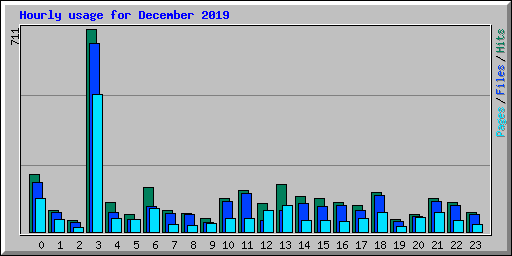 Hourly usage for December 2019
711
Pages/Files/Hits
0 1 2 3 4 5 6 7 8 9 10 11 12 13 14 15 16 17 18 19 20 21 22 23